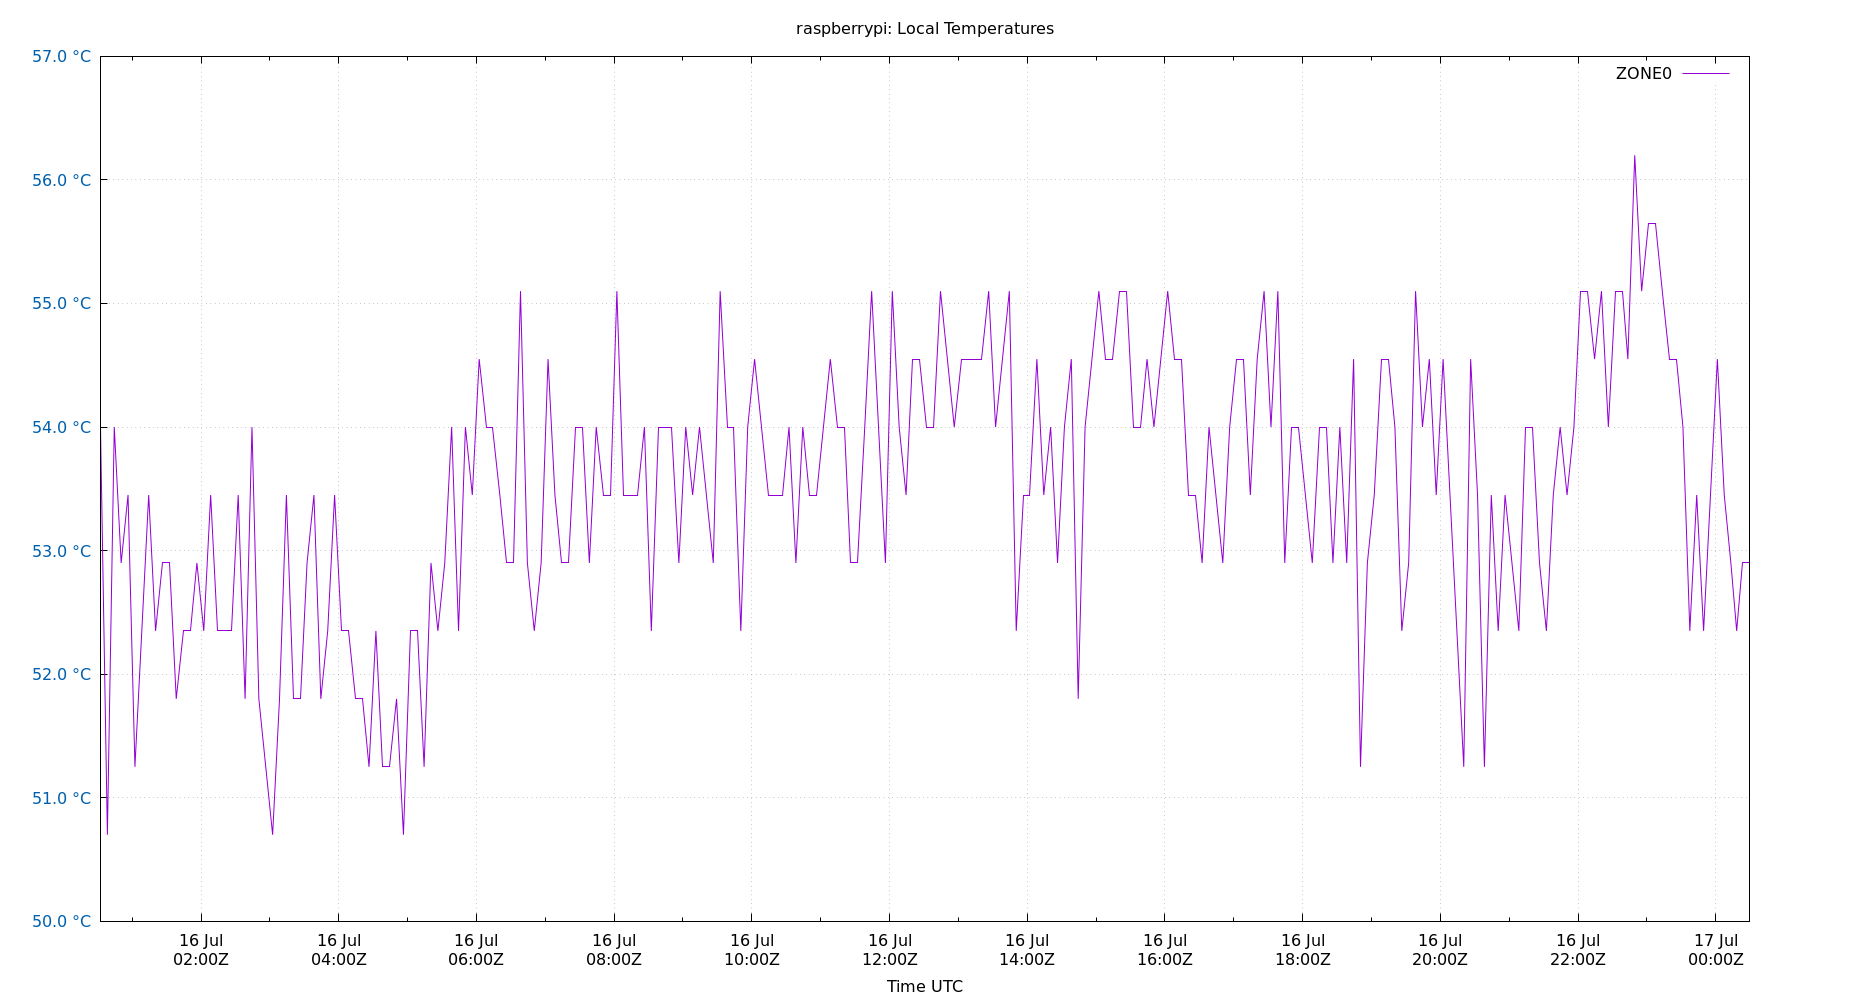 raspberrypi: Local Temperatures
57.0 °C
ZONE0
56.0 °C
55.0 °C
54.0 °C
53.0 °C
52.0 °C
51.0 °C
50.0 °C
16 Jul 16 Jul 16 Jul 16 Jul 16 Jul 16 Jul 16 Jul 16 Jul 16 Jul 16 Jul 16 Jul 17 Jul
02:00Z 04:00Z 06:00Z 08:00Z 10:00Z 12:00Z 14:00Z 16:00Z 18:00Z 20:00Z 22:00Z 00:00Z
Time UTC